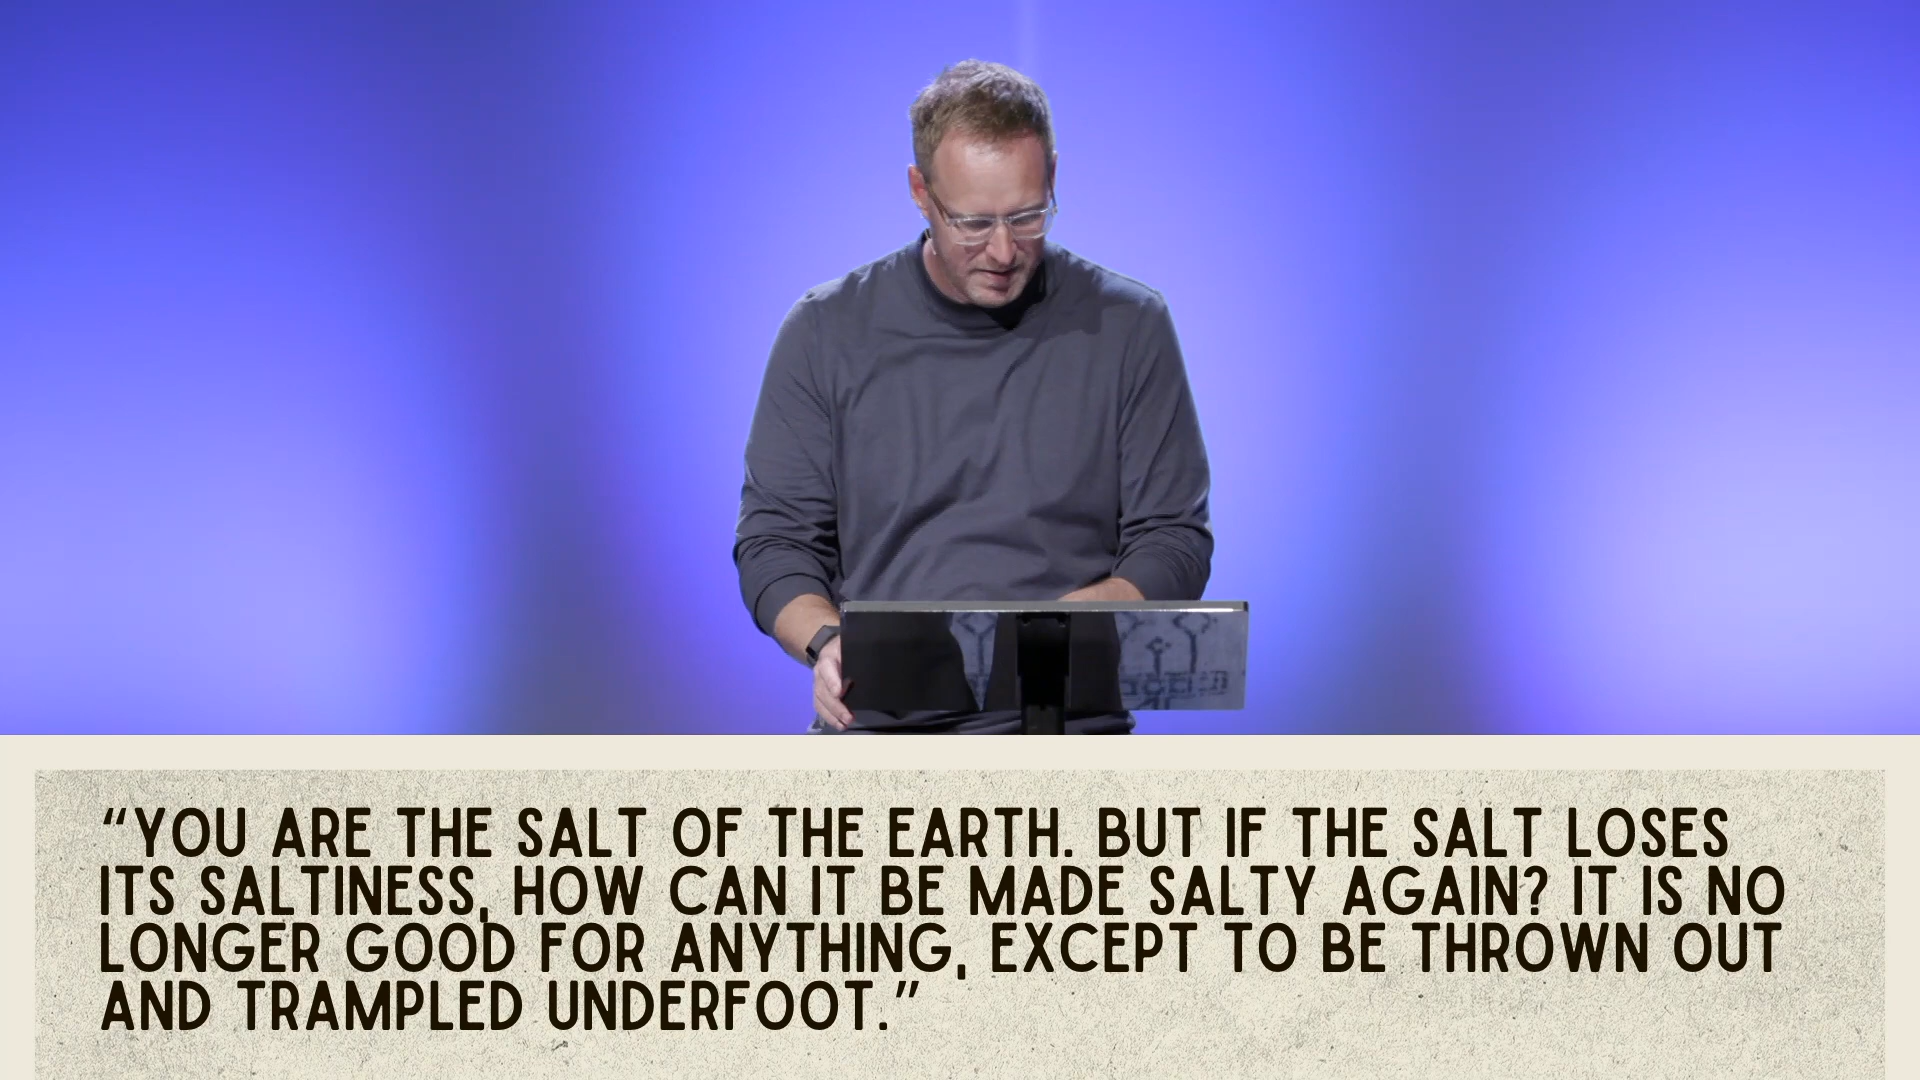 “YOU ARE THE SALT OF THE EARTH. BUT IF THE SALT LOSES
ITS SALTINESS, HOW CAN IT BE MADE SALTY AGAIN? IT IS NO
LONGER GOOD FOR ANYTHING, EXCEPT TO BE THROWN OUT
AND TRAMPLED UNDERFOOT.”